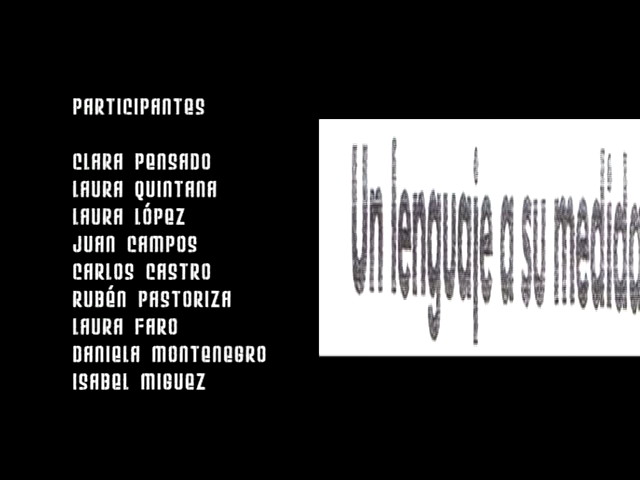 PARTICIPANTES
CLARA PENSADO
LAURA QUINTANA
LAURA LÓPEZ
JUAN CAMPOS
CARLOS CASTRO
RUBÉN PASTORIZA
LAURA FARO
DANIELA MONTENEGRO
ISABEL MIGUEZ
Un lenguaje a su medida